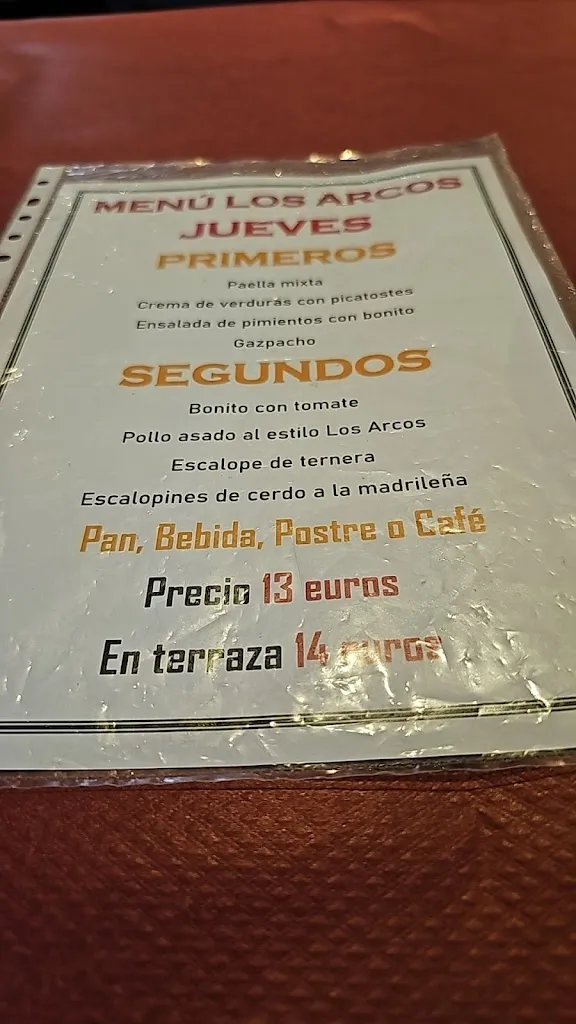 MENÚ LOS ARCOS
JUEVES
PRIMEROS
Paella mixta
Crema de verduras con picatostes
Ensalada de pimientos con bonito
Gazpacho
SEGUNDOS
Bonito con tomate
Pollo asado al estilo Los Arcos
Escalope de ternera
Escalopines de cerdo a la madrileña
Pan, Bebida, Postre o Café
Precio 13 euros
En terraza 14 euros